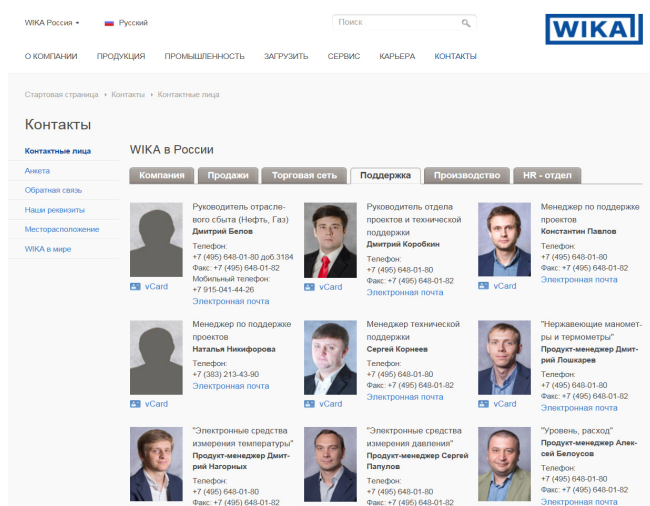 WIKA Россия
Русский
Поиск
WIKA
О КОМПАНИИ ПРОДУКЦИЯ ПРОМЫШЛЕННОСТЬ ЗАГРУЗИТЬ СЕРВИС КАРЬЕРА КОНТАКТЫ
Стартовая страница Контакты Контактные лица
Контакты
Контактные лица
Анкета
Обратная связь
Наши реквизиты
Месторасположение
WIKA в мире
WIKA в России
Компания Продажи Торговая сеть Поддержка Производство HR - отдел
Руководитель отрасле-
вого сбыта (Нефть, Газ)
Дмитрий Белов
Телефон:
+7 (495) 648-01-80 доб.3184
Факс: +7 (495) 648-01-82
Мобильный телефон:
+7 915-041-44-26
Электронная почта
vCard
Руководитель отдела
проектов и технической
поддержки
Дмитрий Коробкин
Телефон:
+7 (495) 648-01-80
Факс: +7 (495) 648-01-82
Электронная почта
vCard
Менеджер по поддержке
проектов
Константин Павлов
Телефон:
+7 (495) 648-01-80
Факс: +7 (495) 648-01-82
Электронная почта
vCard
Менеджер по поддержке
проектов
Наталья Никифорова
Телефон:
+7 (383) 213-43-90
Электронная почта
vCard
Менеджер технической
поддержки
Сергей Корнеев
Телефон:
+7 (495) 648-01-80
Факс: +7 (495) 648-01-82
Электронная почта
vCard
"Нержавеющие маномет-
ры и термометры"
Продукт-менеджер Дмит-
рий Лошкарев
Телефон:
+7 (495) 648-01-80
Факс: +7 (495) 648-01-82
Электронная почта
vCard
"Электронные средства
измерения температуры"
Продукт-менеджер Дмит-
рий Нагорных
Телефон:
+7 (495) 648-01-80
Факс: +7 (495) 648-01-82
"Электронные средства
измерения давления"
Продукт-менеджер Сергей
Папулов
Телефон:
+7 (495) 648-01-80
Факс: +7 (495) 648-01-82
"Уровень, расход"
Продукт-менеджер Алек-
сей Белоусов
Телефон:
+7 (495) 648-01-80
Факс: +7 (495) 648-01-82
Электронная почта